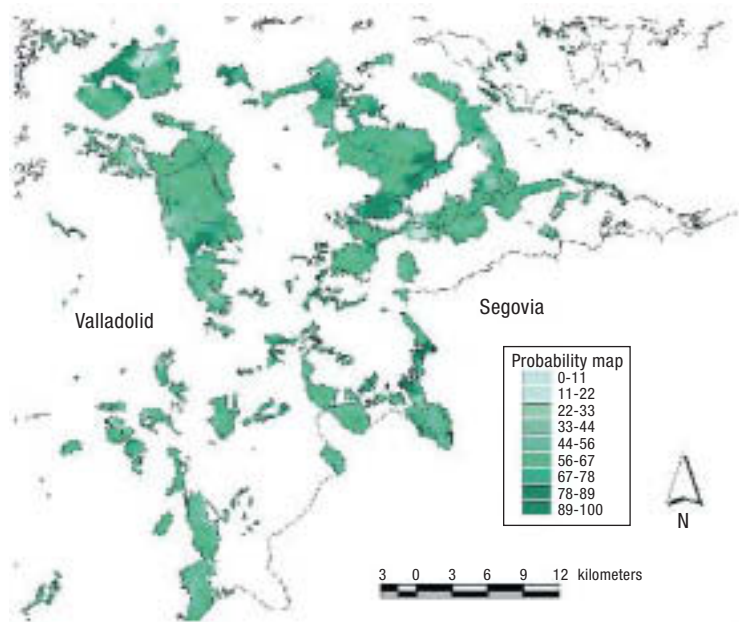 Valladolid
Segovia
Probability map
0-11
11-22
22-33
33-44
44-56
56-67
67-78
78-89
89-100
N
3 0 3 6 9 12 kilometers